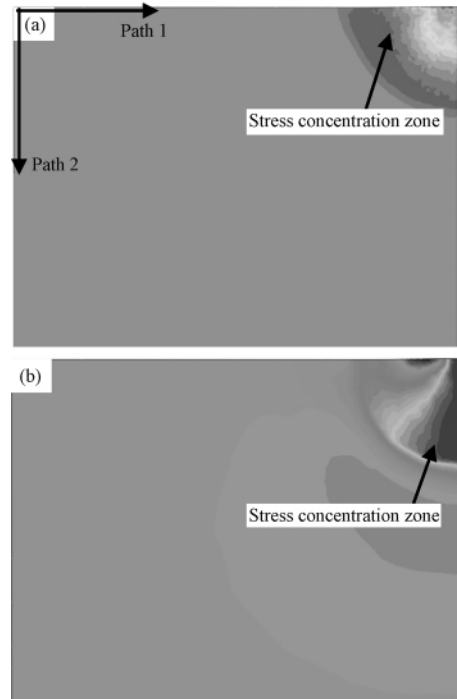 (a)
Path 1
Stress concentration zone
Path 2
(b)
Stress concentration zone